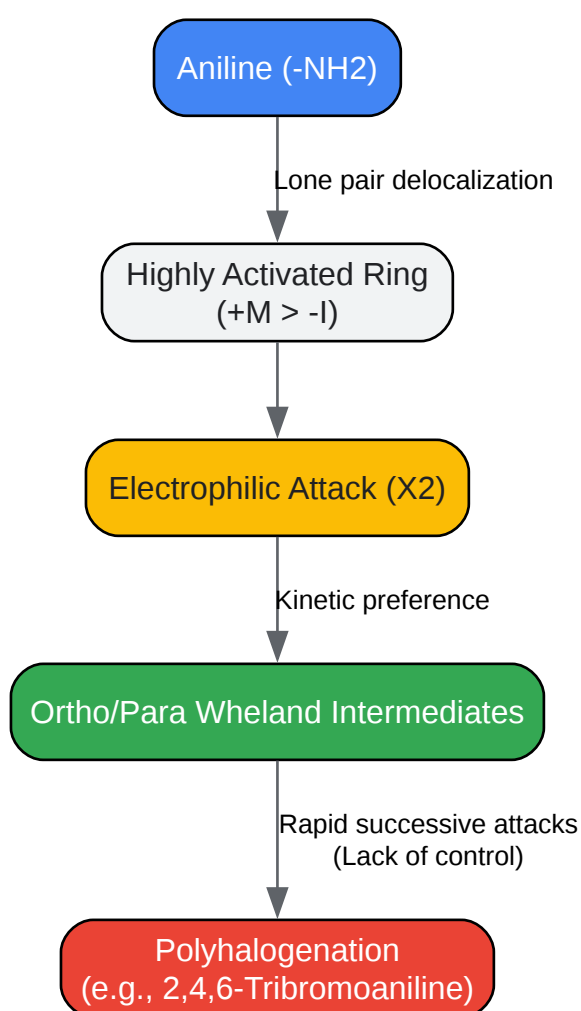 Aniline (-NH2)
Lone pair delocalization
Highly Activated Ring
(+M > -I)
Electrophilic Attack (X2)
Kinetic preference
Ortho/Para Wheland Intermediates
Rapid successive attacks
(Lack of control)
Polyhalogenation
(e.g., 2,4,6-Tribromoaniline)